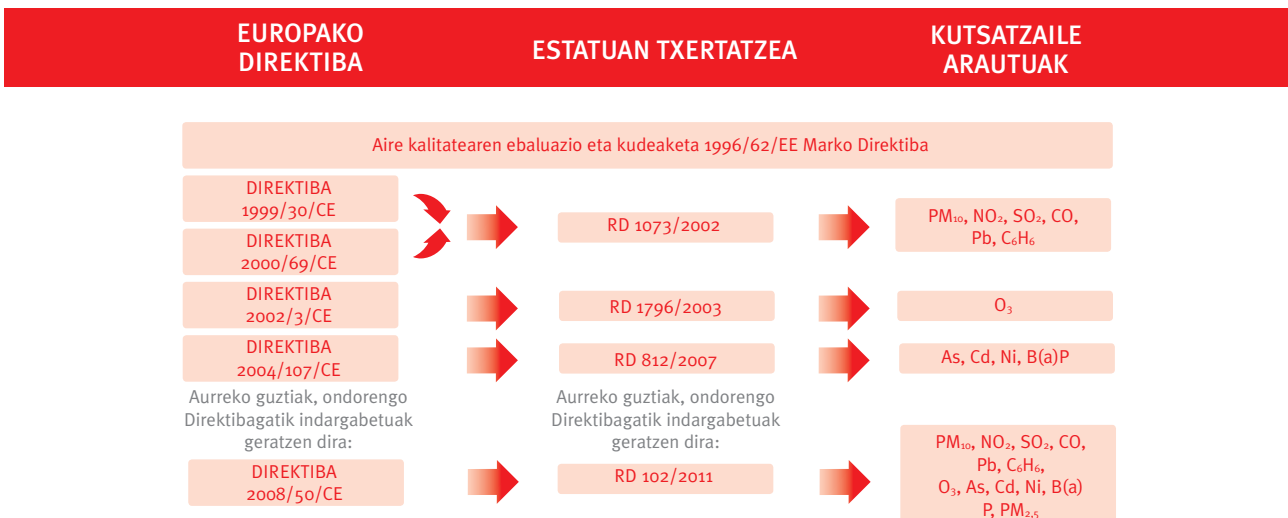 EUROPAKO
DIREKTIBA
ESTATUAN TXERTATZEA
KUTSATZAILE
ARAUTUAK
Aire kalitatearen ebaluazio eta kudeaketa 1996/62/EE Marko Direktiba
DIREKTIBA
1999/30/CE
DIREKTIBA
2000/69/CE
RD 1073/2002
PM₁₀, NO₂, SO₂, CO,
Pb, C₆H₆
DIREKTIBA
2002/3/CE
RD 1796/2003
O₃
DIREKTIBA
2004/107/CE
RD 812/2007
As, Cd, Ni, B(a)P
Aurreko guztiak, ondorengo
Direktibagatik indargabetuak
geratzen dira:
Aurreko guztiak, ondorengo
Direktibagatik indargabetuak
geratzen dira:
DIREKTIBA
2008/50/CE
RD 102/2011
PM₁₀, NO₂, SO₂, CO,
Pb, C₆H₆,
O₃, As, Cd, Ni, B(a)
P, PM₂,₅